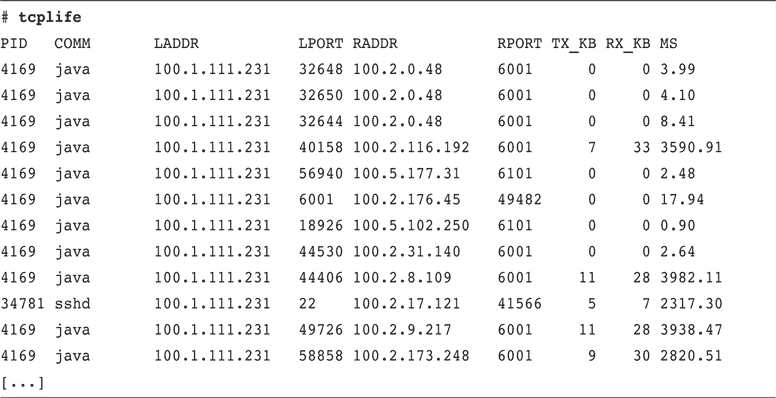 # tcplife
PID   COMM       LADDR           LPORT RADDR           RPORT TX_KB RX_KB MS
4169  java       100.1.111.231   32648 100.2.0.48      6001      0     0 3.99
4169  java       100.1.111.231   32650 100.2.0.48      6001      0     0 4.10
4169  java       100.1.111.231   32644 100.2.0.48      6001      0     0 8.41
4169  java       100.1.111.231   40158 100.2.116.192   6001      7    33 3590.91
4169  java       100.1.111.231   56940 100.5.177.31    6101      0     0 2.48
4169  java       100.1.111.231   6001  100.2.176.45    49482     0     0 17.94
4169  java       100.1.111.231   18926 100.5.102.250   6101      0     0 0.90
4169  java       100.1.111.231   44530 100.2.31.140    6001      0     0 2.64
4169  java       100.1.111.231   44406 100.2.8.109     6001     11    28 3982.11
34781 sshd       100.1.111.231   22    100.2.17.121    41566     5     7 2317.30
4169  java       100.1.111.231   49726 100.2.9.217     6001     11    28 3938.47
4169  java       100.1.111.231   58858 100.2.173.248   6001      9    30 2820.51
[...]